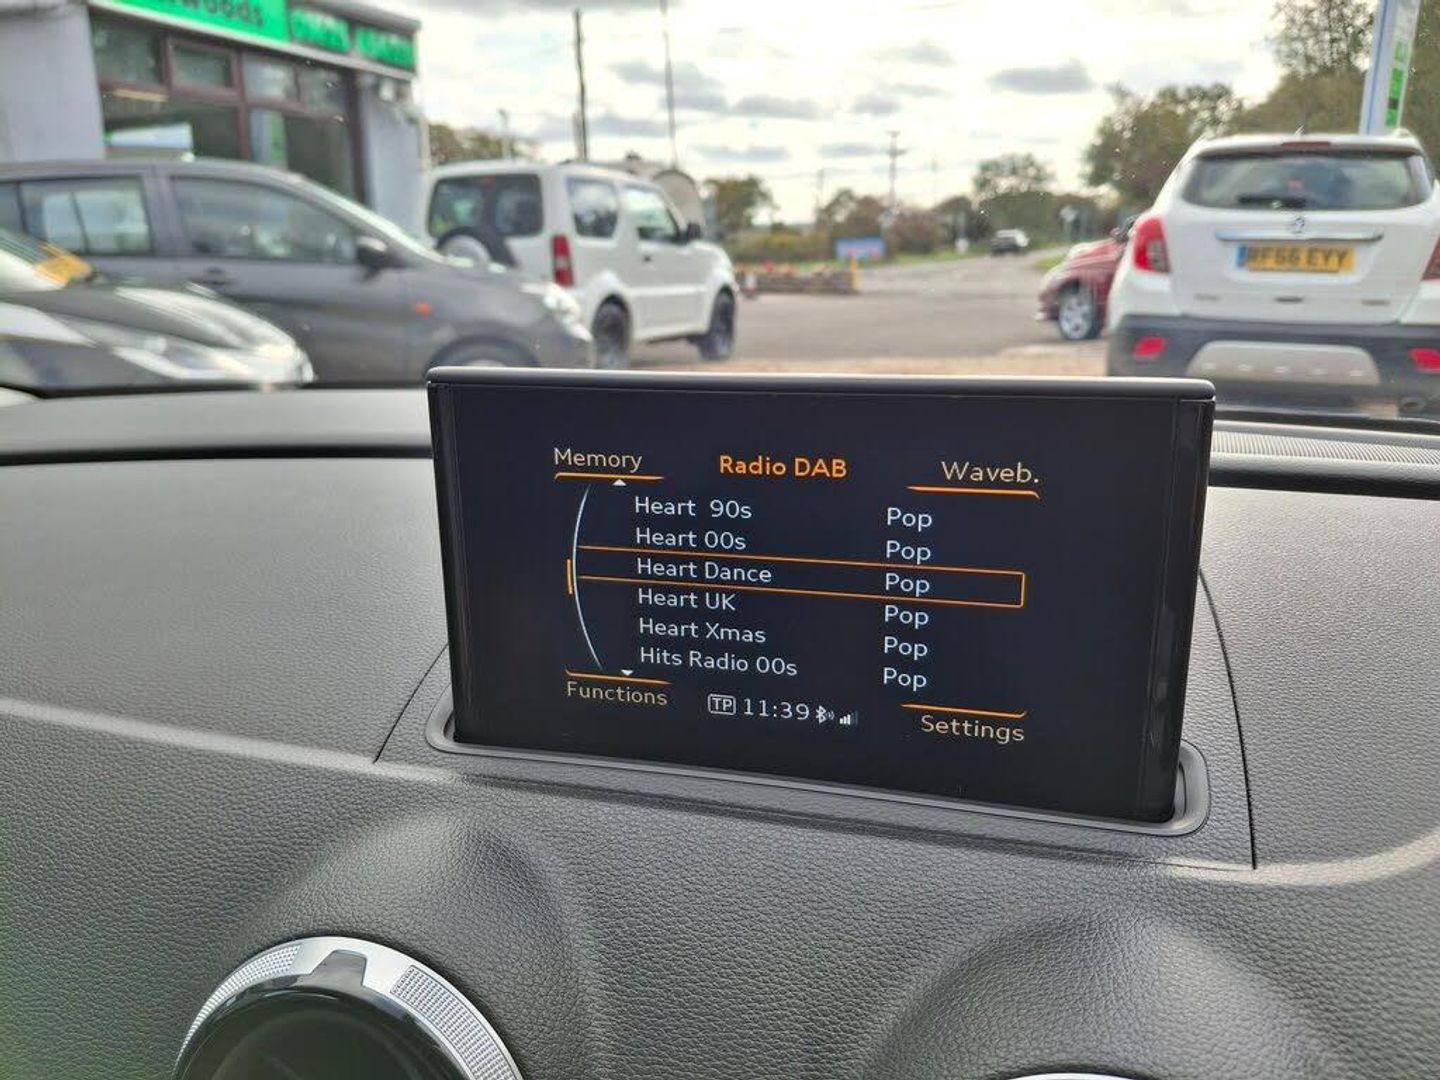 woods
HF66 EYY
Memory Radio DAB Waveb.
Heart 90s Pop
Heart 00s Pop
Heart Dance Pop
Heart UK Pop
Heart Xmas Pop
Hits Radio 00s Pop
Functions TP 11:39 Settings